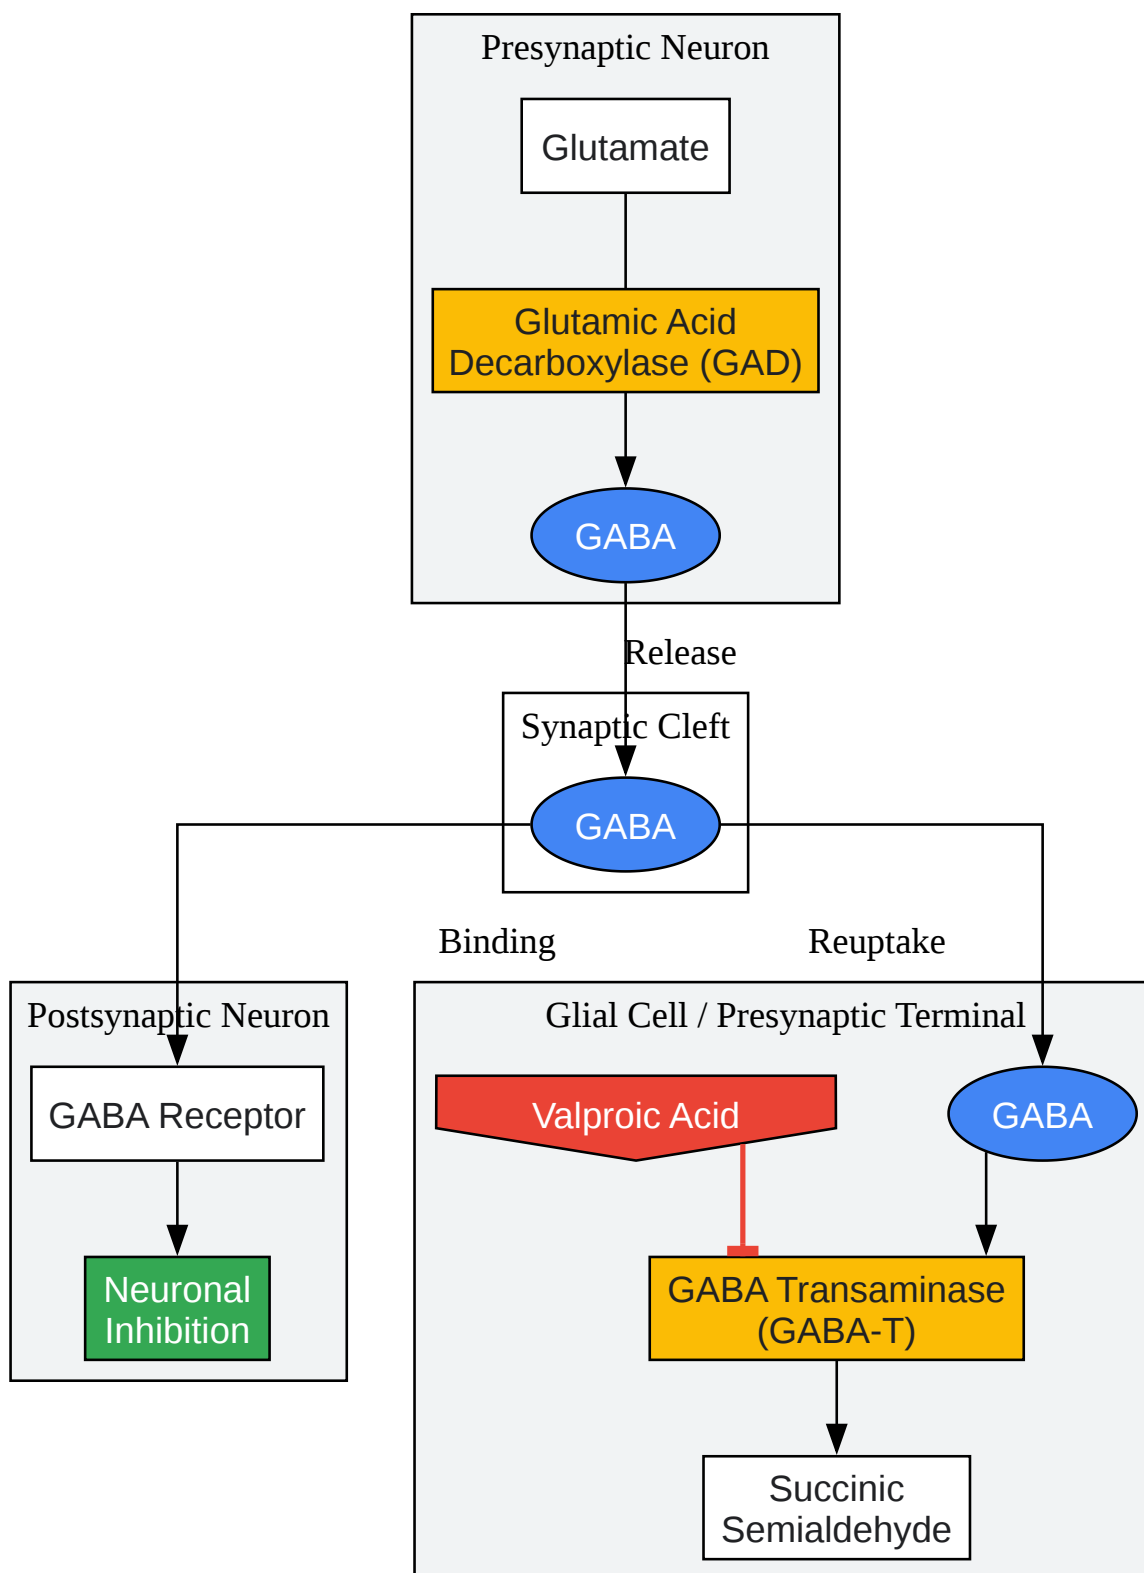 Presynaptic Neuron
Glutamate
Glutamic Acid
Decarboxylase (GAD)
GABA
Release
Synaptic Cleft
GABA
Binding
Reuptake
Postsynaptic Neuron
GABA Receptor
Neuronal
Inhibition
Glial Cell / Presynaptic Terminal
Valproic Acid
GABA
GABA Transaminase
(GABA-T)
Succinic
Semialdehyde